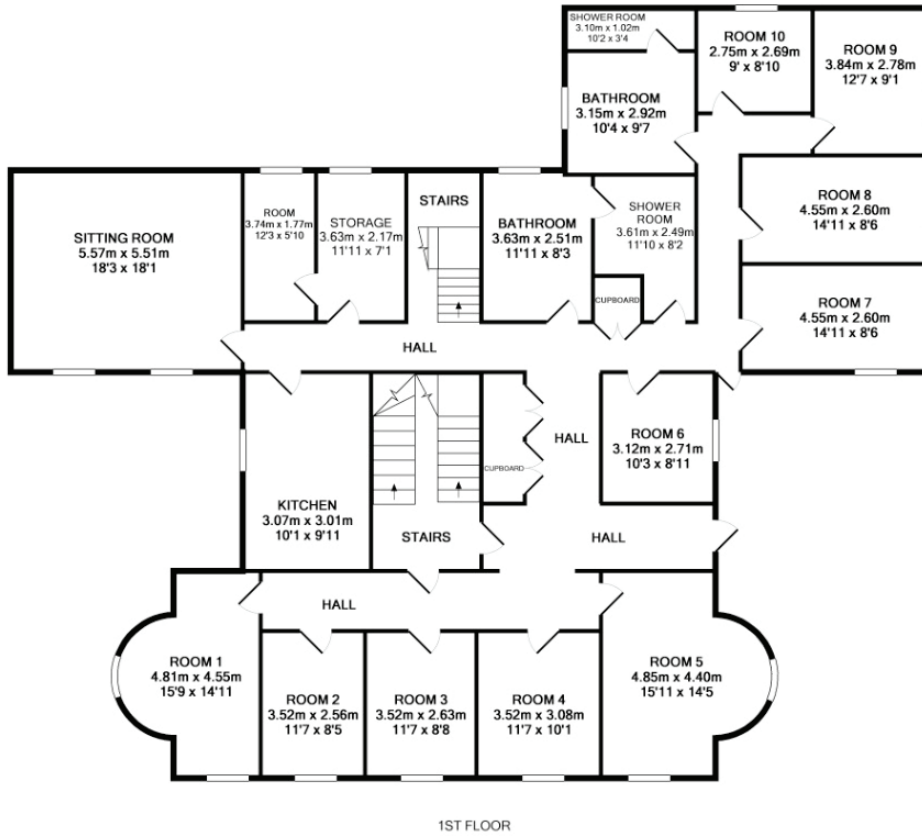 SHOWER ROOM
3.10m x 1.02m
10'2 x 3'4
ROOM 10
2.75m x 2.69m
9' x 8'10
ROOM 9
3.84m x 2.78m
12'7 x 9'1
BATHROOM
3.15m x 2.92m
10'4 x 9'7
SITTING ROOM
5.57m x 5.51m
18'3 x 18'1
ROOM
3.74m x 1.77m
12'3 x 5'10
STORAGE
3.63m x 2.17m
11'11 x 7'1
STAIRS
BATHROOM
3.63m x 2.51m
11'11 x 8'3
SHOWER
ROOM
3.61m x 2.49m
11'10 x 8'2
ROOM 8
4.55m x 2.60m
14'11 x 8'6
CUPBOARD
ROOM 7
4.55m x 2.60m
14'11 x 8'6
HALL
KITCHEN
3.07m x 3.01m
10'1 x 9'11
STAIRS
CUPBOARD
HALL
ROOM 6
3.12m x 2.71m
10'3 x 8'11
HALL
HALL
ROOM 1
4.81m x 4.55m
15'9 x 14'11
ROOM 2
3.52m x 2.56m
11'7 x 8'5
ROOM 3
3.52m x 2.63m
11'7 x 8'8
ROOM 4
3.52m x 3.08m
11'7 x 10'1
ROOM 5
4.85m x 4.40m
15'11 x 14'5
1ST FLOOR